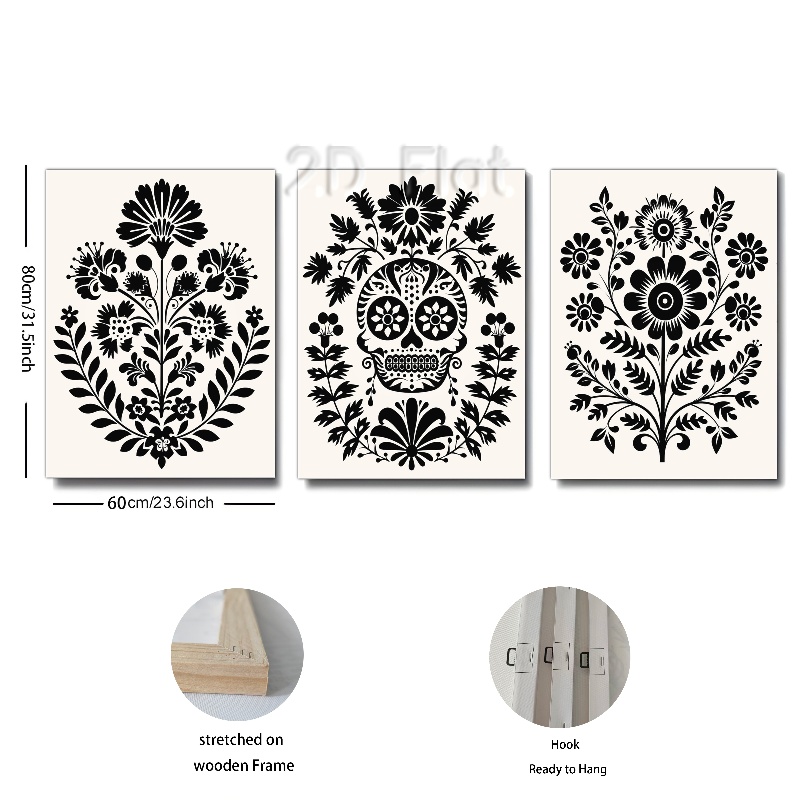 2D Flat
80cm/31.5inch
60cm/23.6inch
stretched on
wooden Frame
Hook
Ready to Hang